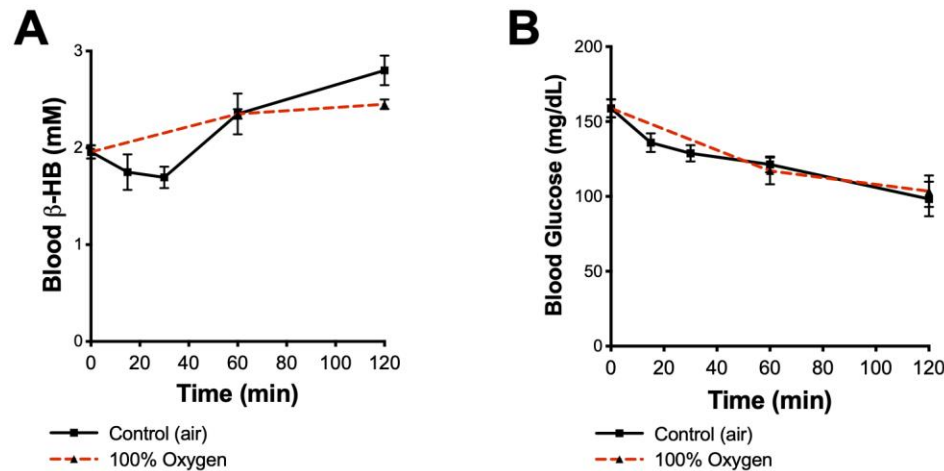 A
Blood β-HB (mM)
3
2
1
0
0 20 40 60 80 100 120
Time (min)
Control (air)
100% Oxygen
B
Blood Glucose (mg/dL)
200
150
100
50
0
0 20 40 60 80 100 120
Time (min)
Control (air)
100% Oxygen